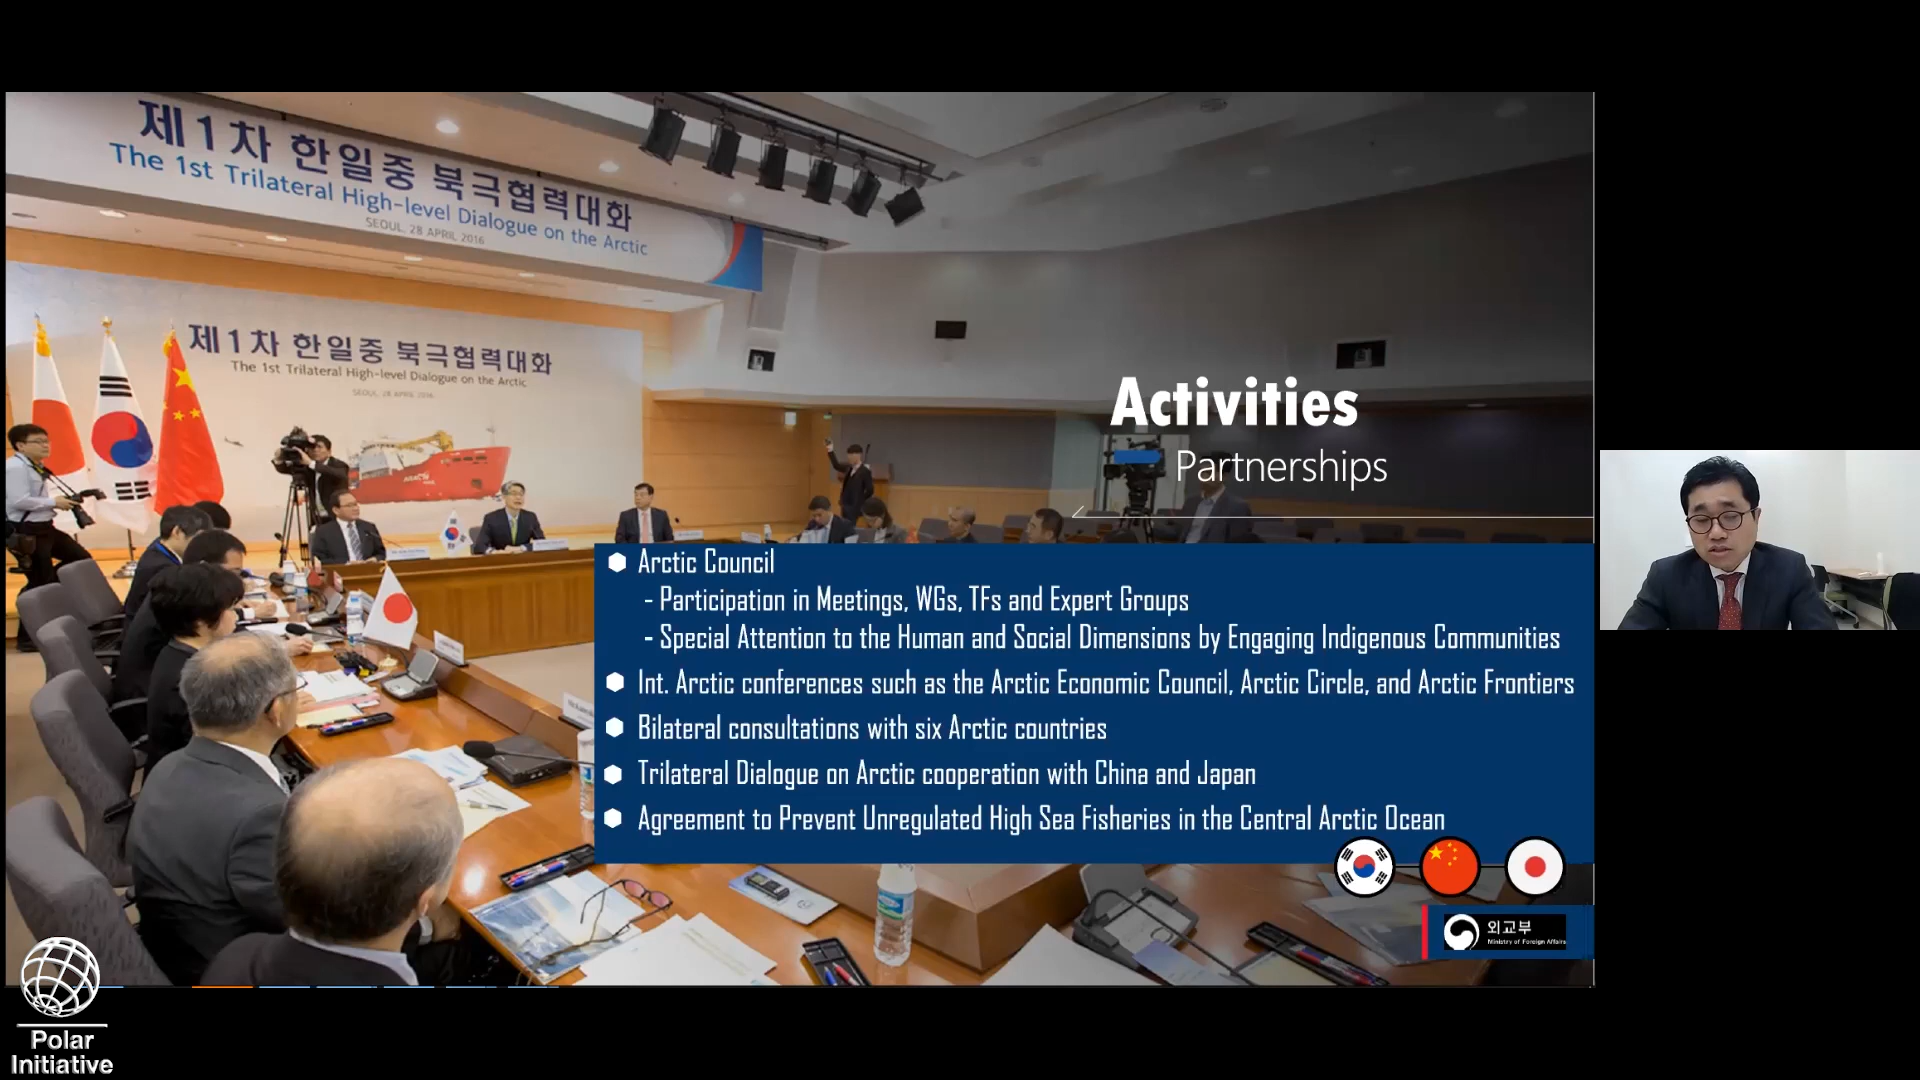 제1차 한일중 북극협력대화
The 1st Trilateral High-level Dialogue on the Arctic
SEOUL, 28 APRIL 2016
제1차 한일중 북극협력대화
The 1st Trilateral High-level Dialogue on the Arctic
SEOUL, 28 APRIL 2016
Activities
Partnerships
Arctic Council
- Participation in Meetings, WGs, TFs and Expert Groups
- Special Attention to the Human and Social Dimensions by Engaging Indigenous Communities
Int. Arctic conferences such as the Arctic Economic Council, Arctic Circle, and Arctic Frontiers
Bilateral consultations with six Arctic countries
Trilateral Dialogue on Arctic cooperation with China and Japan
Agreement to Prevent Unregulated High Sea Fisheries in the Central Arctic Ocean
외교부
Ministry of Foreign Affairs
Polar
Initiative